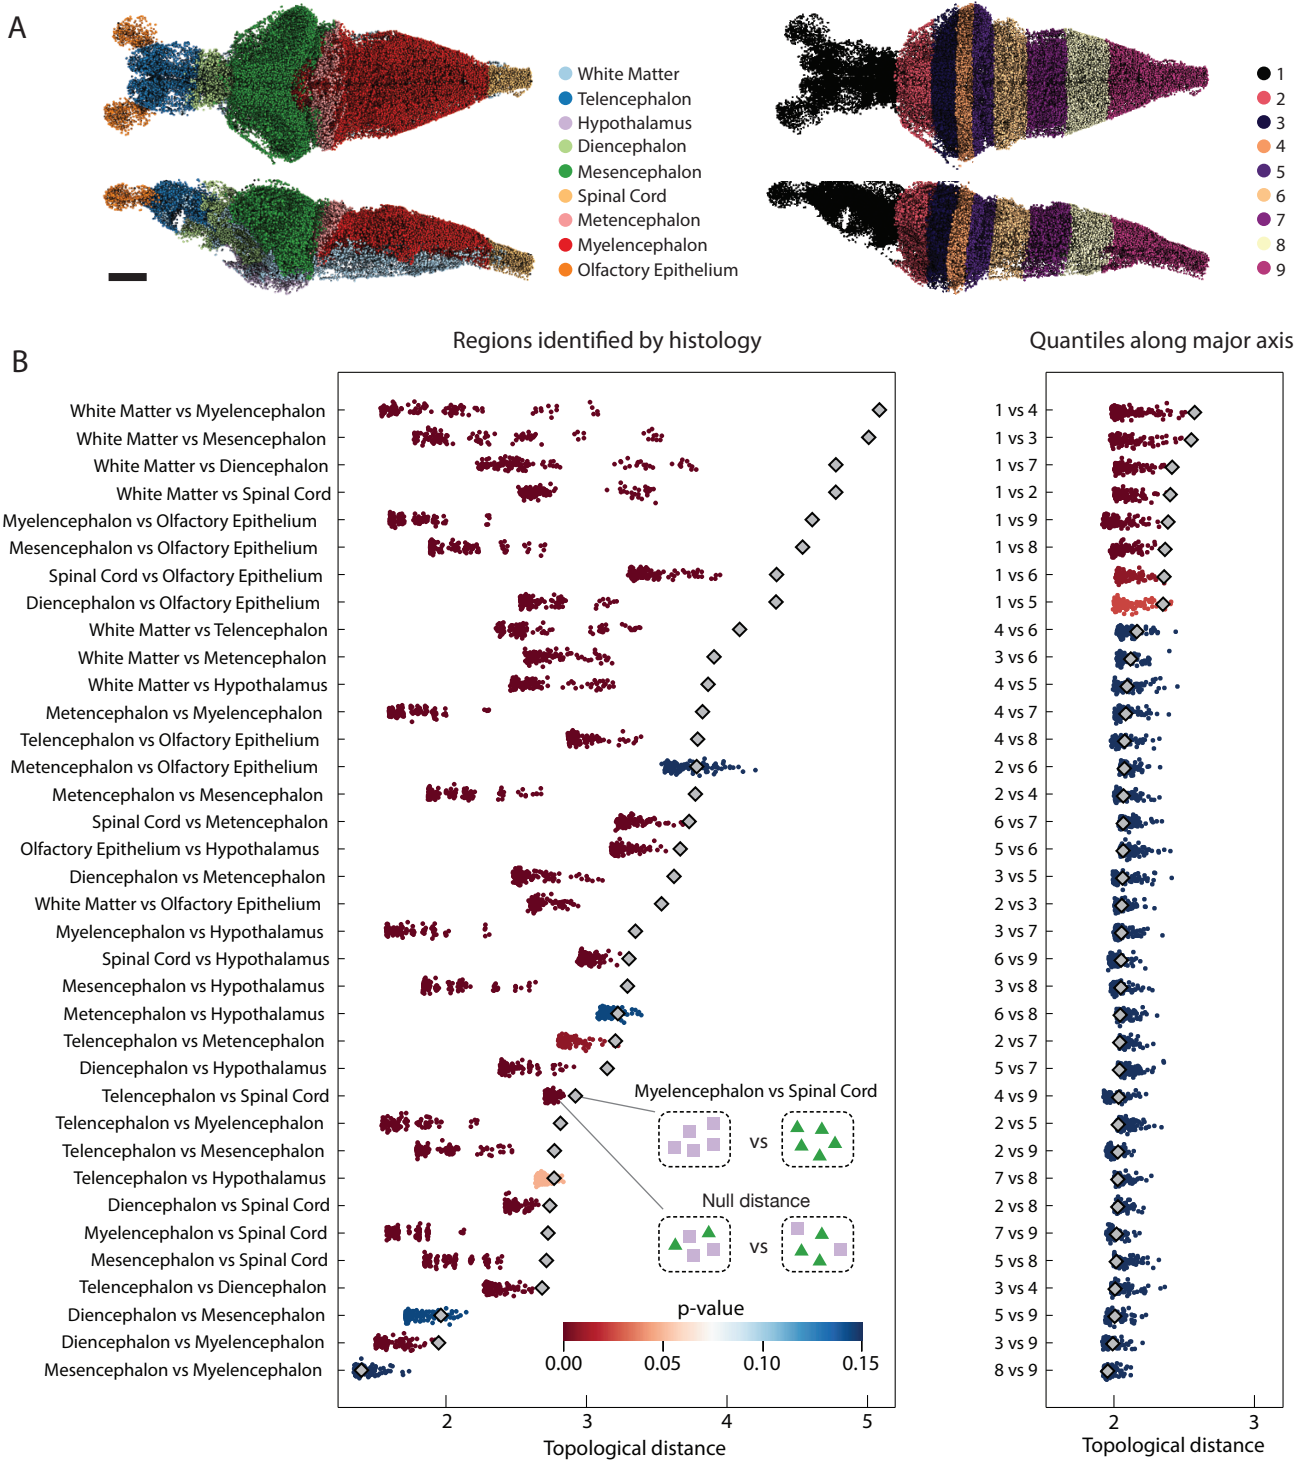 A
White Matter
Telencephalon
Hypothalamus
Diencephalon
Mesencephalon
Spinal Cord
Metencephalon
Myelencephalon
Olfactory Epithelium
1
2
3
4
5
6
7
8
9
B
Regions identified by histology
White Matter vs Myelencephalon
White Matter vs Mesencephalon
White Matter vs Diencephalon
White Matter vs Spinal Cord
Myelencephalon vs Olfactory Epithelium
Mesencephalon vs Olfactory Epithelium
Spinal Cord vs Olfactory Epithelium
Diencephalon vs Olfactory Epithelium
White Matter vs Telencephalon
White Matter vs Metencephalon
White Matter vs Hypothalamus
Metencephalon vs Myelencephalon
Telencephalon vs Olfactory Epithelium
Metencephalon vs Olfactory Epithelium
Metencephalon vs Mesencephalon
Spinal Cord vs Metencephalon
Olfactory Epithelium vs Hypothalamus
Diencephalon vs Metencephalon
White Matter vs Olfactory Epithelium
Myelencephalon vs Hypothalamus
Spinal Cord vs Hypothalamus
Mesencephalon vs Hypothalamus
Metencephalon vs Hypothalamus
Telencephalon vs Metencephalon
Diencephalon vs Hypothalamus
Telencephalon vs Spinal Cord
Telencephalon vs Myelencephalon
Telencephalon vs Mesencephalon
Telencephalon vs Hypothalamus
Diencephalon vs Spinal Cord
Myelencephalon vs Spinal Cord
Mesencephalon vs Spinal Cord
Telencephalon vs Diencephalon
Diencephalon vs Mesencephalon
Diencephalon vs Myelencephalon
Mesencephalon vs Myelencephalon
Myelencephalon vs Spinal Cord
vs
Null distance
vs
p-value
0.00 0.05 0.10 0.15
2 3 4 5
Topological distance
Quantiles along major axis
1 vs 4
1 vs 3
1 vs 7
1 vs 2
1 vs 9
1 vs 8
1 vs 6
1 vs 5
4 vs 6
3 vs 6
4 vs 5
4 vs 7
4 vs 8
2 vs 6
2 vs 4
6 vs 7
5 vs 6
3 vs 5
2 vs 3
3 vs 7
6 vs 9
3 vs 8
6 vs 8
2 vs 7
5 vs 7
4 vs 9
2 vs 5
2 vs 9
7 vs 8
2 vs 8
7 vs 9
5 vs 8
3 vs 4
5 vs 9
3 vs 9
8 vs 9
2 3
Topological distance